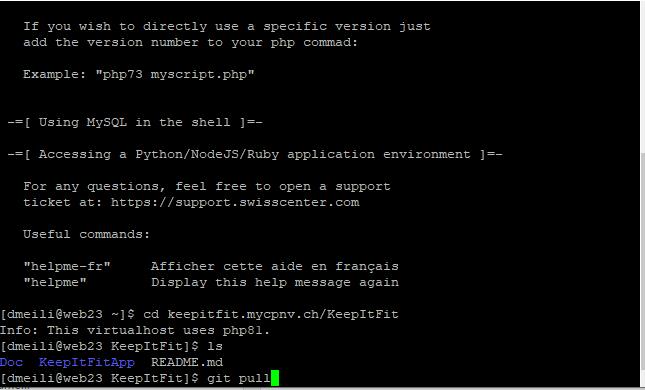 If you wish to directly use a specific version just
add the version number to your php commad:
Example: "php73 myscript.php"
-=[ Using MySQL in the shell ]=-
-=[ Accessing a Python/NodeJS/Ruby application environment ]=-
For any questions, feel free to open a support
ticket at: https://support.swisscenter.com
Useful commands:
"helpme-fr"     Afficher cette aide en français
"helpme"        Display this help message again
[dmeili@web23 ~]$ cd keepitfit.mycpnv.ch/KeepItFit
Info: This virtualhost uses php81.
[dmeili@web23 KeepItFit]$ ls
Doc  KeepItFitApp  README.md
[dmeili@web23 KeepItFit]$ git pull